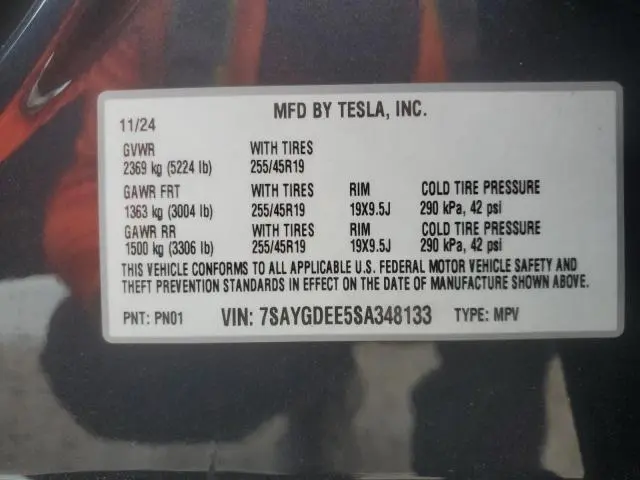 MFD BY TESLA, INC.
11/24
GVWR WITH TIRES
2369 kg (5224 lb) 255/45R19
GAWR FRT WITH TIRES RIM COLD TIRE PRESSURE
1363 kg (3004 lb) 255/45R19 19X9.5J 290 kPa, 42 psi
GAWR RR WITH TIRES RIM COLD TIRE PRESSURE
1500 kg (3306 lb) 255/45R19 19X9.5J 290 kPa, 42 psi
THIS VEHICLE CONFORMS TO ALL APPLICABLE U.S. FEDERAL MOTOR VEHICLE SAFETY AND
THEFT PREVENTION STANDARDS IN EFFECT ON THE DATE OF MANUFACTURE SHOWN ABOVE.
PNT: PN01 VIN: 7SAYGDEE5SA348133 TYPE: MPV